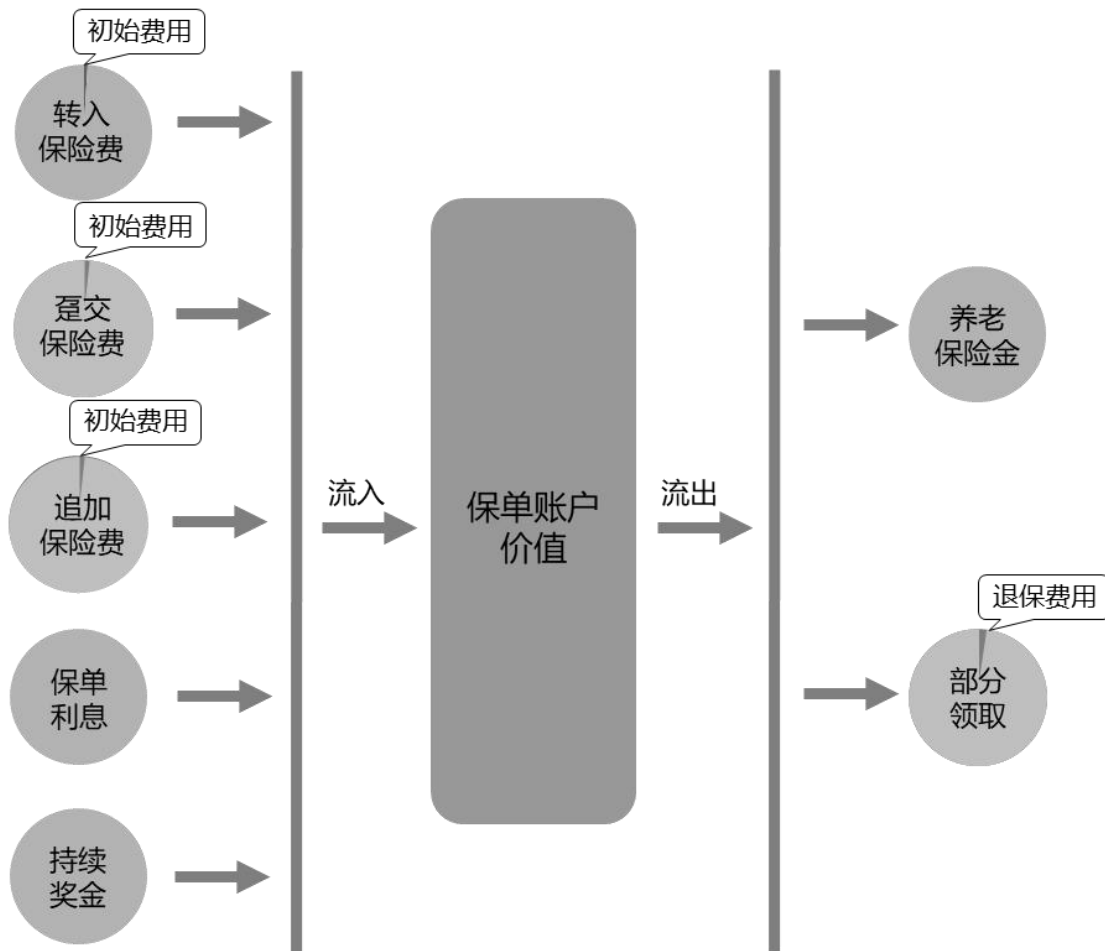 初始费用
转入
保险费
初始费用
趸交
保险费
初始费用
追加
保险费
保单
利息
持续
奖金
流入
保单账户
价值
流出
养老
保险金
退保费用
部分
领取